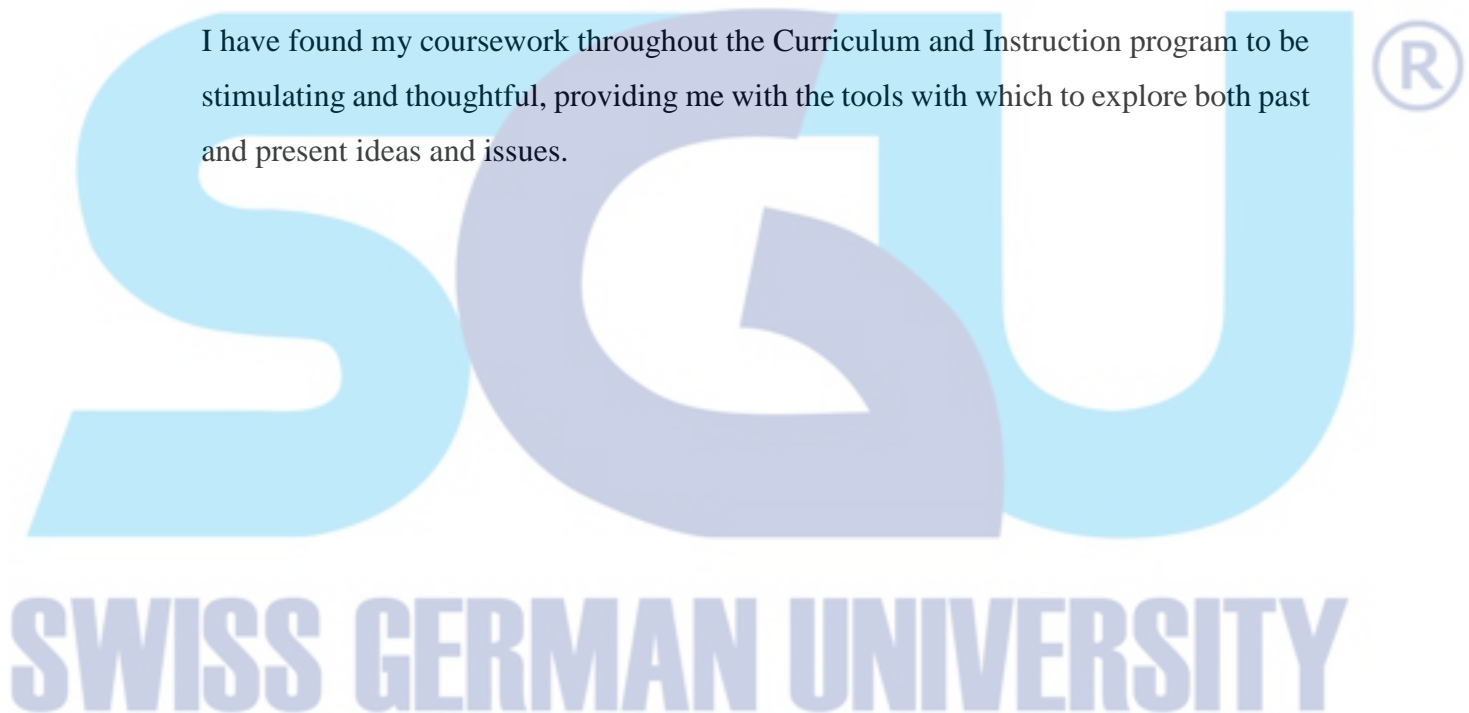 I have found my coursework throughout the Curriculum and Instruction program to be
stimulating and thoughtful, providing me with the tools with which to explore both past
and present ideas and issues.
SGU ®
SWISS GERMAN UNIVERSITY